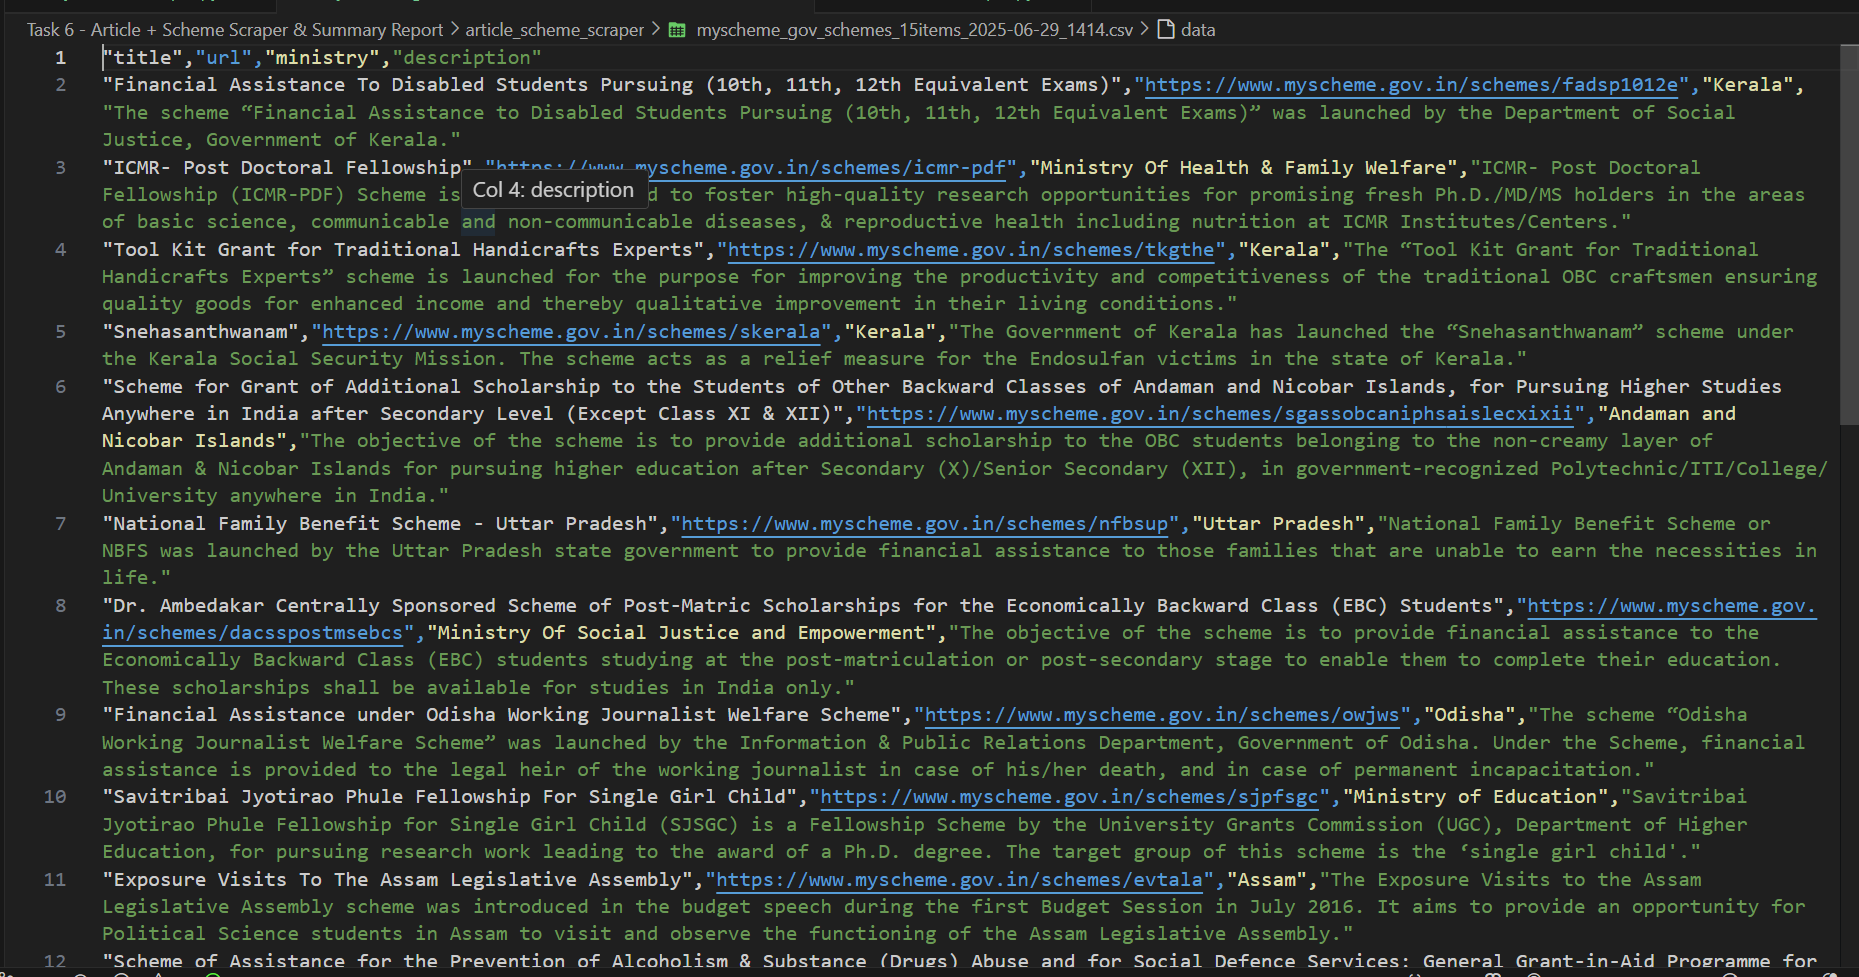 Task 6 - Article + Scheme Scraper & Summary Report > article_scheme_scraper > myscheme_gov_schemes_15items_2025-06-29_1414.csv > data
1 "title","url","ministry","description"
2 "Financial Assistance To Disabled Students Pursuing (10th, 11th, 12th Equivalent Exams)","https://www.myscheme.gov.in/schemes/fadsp1012e","Kerala",
"The scheme “Financial Assistance to Disabled Students Pursuing (10th, 11th, 12th Equivalent Exams)” was launched by the Department of Social
Justice, Government of Kerala."
3 "ICMR- Post Doctoral Fellowship" "https://www.myscheme.gov.in/schemes/icmr-pdf","Ministry Of Health & Family Welfare","ICMR- Post Doctoral
Fellowship (ICMR-PDF) Scheme is Col 4: description to foster high-quality research opportunities for promising fresh Ph.D./MD/MS holders in the areas
of basic science, communicable and non-communicable diseases, & reproductive health including nutrition at ICMR Institutes/Centers."
4 "Tool Kit Grant for Traditional Handicrafts Experts","https://www.myscheme.gov.in/schemes/tkgthe","Kerala","The “Tool Kit Grant for Traditional
Handicrafts Experts” scheme is launched for the purpose for improving the productivity and competitiveness of the traditional OBC craftsmen ensuring
quality goods for enhanced income and thereby qualitative improvement in their living conditions."
5 "Snehasanthwanam","https://www.myscheme.gov.in/schemes/skerala","Kerala","The Government of Kerala has launched the “Snehasanthwanam” scheme under
the Kerala Social Security Mission. The scheme acts as a relief measure for the Endosulfan victims in the state of Kerala."
6 "Scheme for Grant of Additional Scholarship to the Students of Other Backward Classes of Andaman and Nicobar Islands, for Pursuing Higher Studies
Anywhere in India after Secondary Level (Except Class XI & XII)","https://www.myscheme.gov.in/schemes/sgassobcaniphsaislecxixii","Andaman and
Nicobar Islands","The objective of the scheme is to provide additional scholarship to the OBC students belonging to the non-creamy layer of
Andaman & Nicobar Islands for pursuing higher education after Secondary (X)/Senior Secondary (XII), in government-recognized Polytechnic/ITI/College/
University anywhere in India."
7 "National Family Benefit Scheme - Uttar Pradesh","https://www.myscheme.gov.in/schemes/nfbsup","Uttar Pradesh","National Family Benefit Scheme or
NBFS was launched by the Uttar Pradesh state government to provide financial assistance to those families that are unable to earn the necessities in
life."
8 "Dr. Ambedakar Centrally Sponsored Scheme of Post-Matric Scholarships for the Economically Backward Class (EBC) Students","https://www.myscheme.gov.
in/schemes/dacsspostmsebcs","Ministry Of Social Justice and Empowerment","The objective of the scheme is to provide financial assistance to the
Economically Backward Class (EBC) students studying at the post-matriculation or post-secondary stage to enable them to complete their education.
These scholarships shall be available for studies in India only."
9 "Financial Assistance under Odisha Working Journalist Welfare Scheme","https://www.myscheme.gov.in/schemes/owjws","Odisha","The scheme “Odisha
Working Journalist Welfare Scheme” was launched by the Information & Public Relations Department, Government of Odisha. Under the Scheme, financial
assistance is provided to the legal heir of the working journalist in case of his/her death, and in case of permanent incapacitation."
10 "Savitribai Jyotirao Phule Fellowship For Single Girl Child","https://www.myscheme.gov.in/schemes/sjpfsgc","Ministry of Education","Savitribai
Jyotirao Phule Fellowship for Single Girl Child (SJSGC) is a Fellowship Scheme by the University Grants Commission (UGC), Department of Higher
Education, for pursuing research work leading to the award of a Ph.D. degree. The target group of this scheme is the ‘single girl child'."
11 "Exposure Visits To The Assam Legislative Assembly","https://www.myscheme.gov.in/schemes/evtala","Assam","The Exposure Visits to the Assam
Legislative Assembly scheme was introduced in the budget speech during the first Budget Session in July 2016. It aims to provide an opportunity for
Political Science students in Assam to visit and observe the functioning of the Assam Legislative Assembly."
12 "Scheme of Assistance for the Prevention of Alcoholism & Substance (Drugs) Abuse and for Social Defence Services: General Grant-in-Aid Programme for